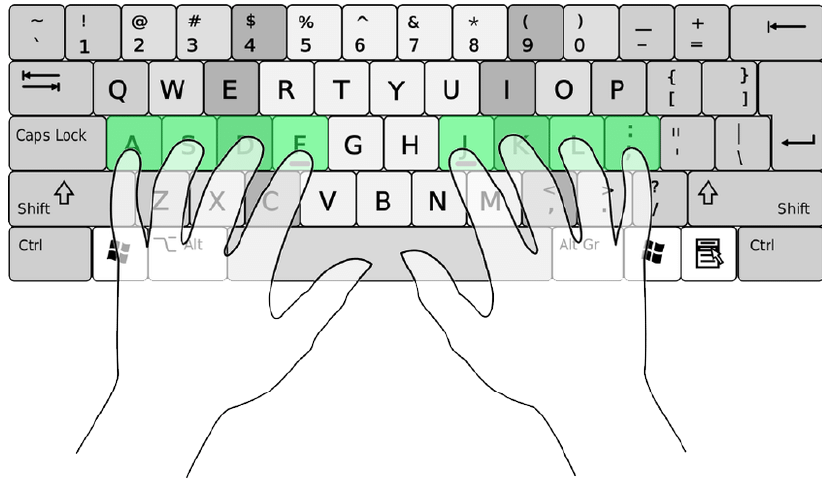 ~ ! @ # $ % ^ & * ( ) _ +
` 1 2 3 4 5 6 7 8 9 0 - =
Q W E R T Y U I O P { }
[ ]
Caps Lock A S D F G H J K L : " |
; ' \
Shift Z X C V B N M < > ? Shift
, . /
Ctrl Alt Alt Gr Ctrl